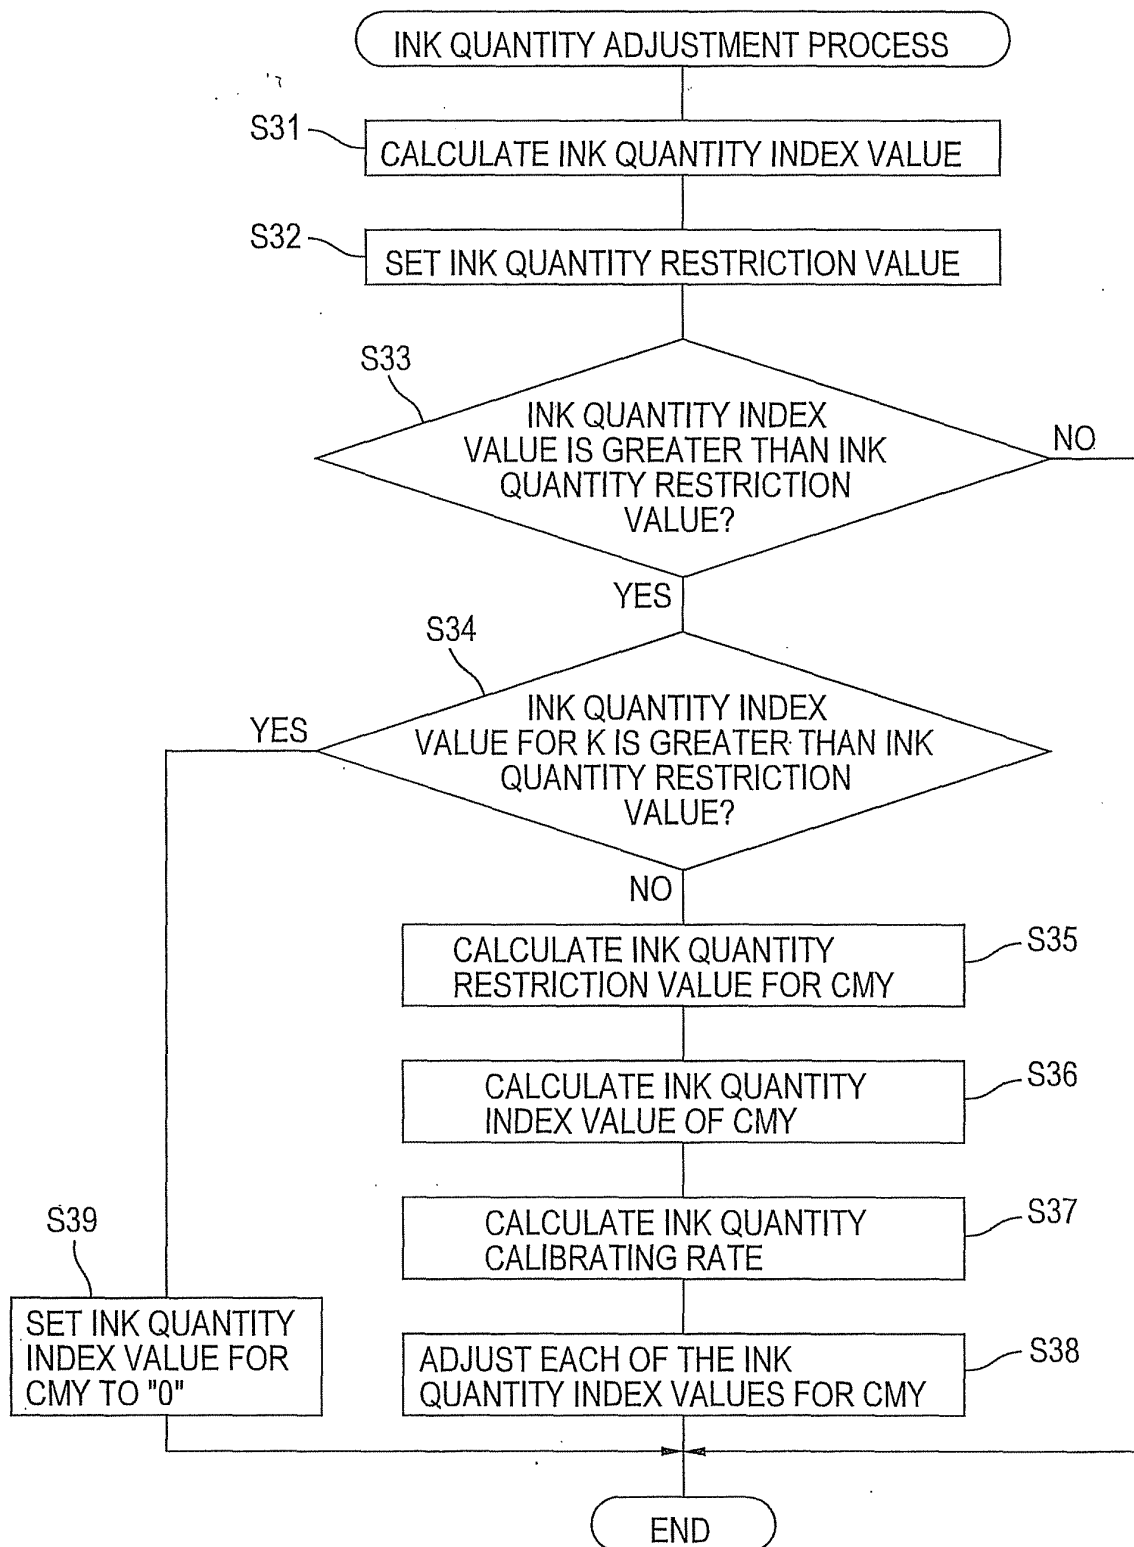 INK QUANTITY ADJUSTMENT PROCESS
S31
CALCULATE INK QUANTITY INDEX VALUE
S32
SET INK QUANTITY RESTRICTION VALUE
S33
INK QUANTITY INDEX
VALUE IS GREATER THAN INK
QUANTITY RESTRICTION
VALUE?
NO
YES
S34
INK QUANTITY INDEX
VALUE FOR K IS GREATER THAN INK
QUANTITY RESTRICTION
VALUE?
YES
NO
CALCULATE INK QUANTITY
RESTRICTION VALUE FOR CMY
S35
CALCULATE INK QUANTITY
INDEX VALUE OF CMY
S36
CALCULATE INK QUANTITY
CALIBRATING RATE
S37
S39
SET INK QUANTITY
INDEX VALUE FOR
CMY TO "0"
ADJUST EACH OF THE INK
QUANTITY INDEX VALUES FOR CMY
S38
END